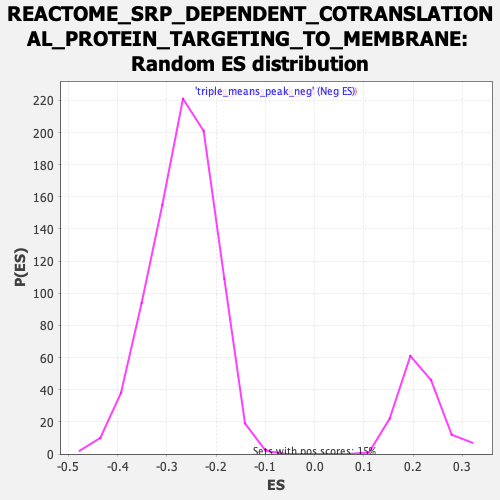 REACTOME_SRP_DEPENDENT_COTRANSLATION
AL_PROTEIN_TARGETING_TO_MEMBRANE:
Random ES distribution
'triple_means_peak_neg' (Neg ES)
220
200
180
160
140
120
100
80
60
40
20
0
P(ES)
Sets with pos scores: 15%
-0.5 -0.4 -0.3 -0.2 -0.1 0.0 0.1 0.2 0.3
ES